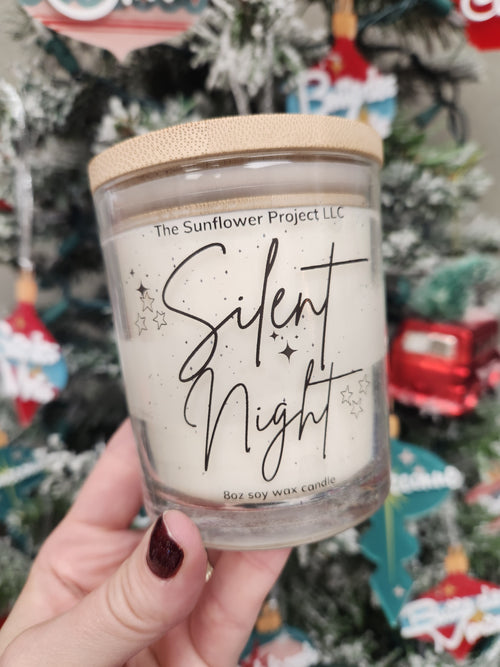 The Sunflower Project LLC
Silent
Night
8oz soy wax candle